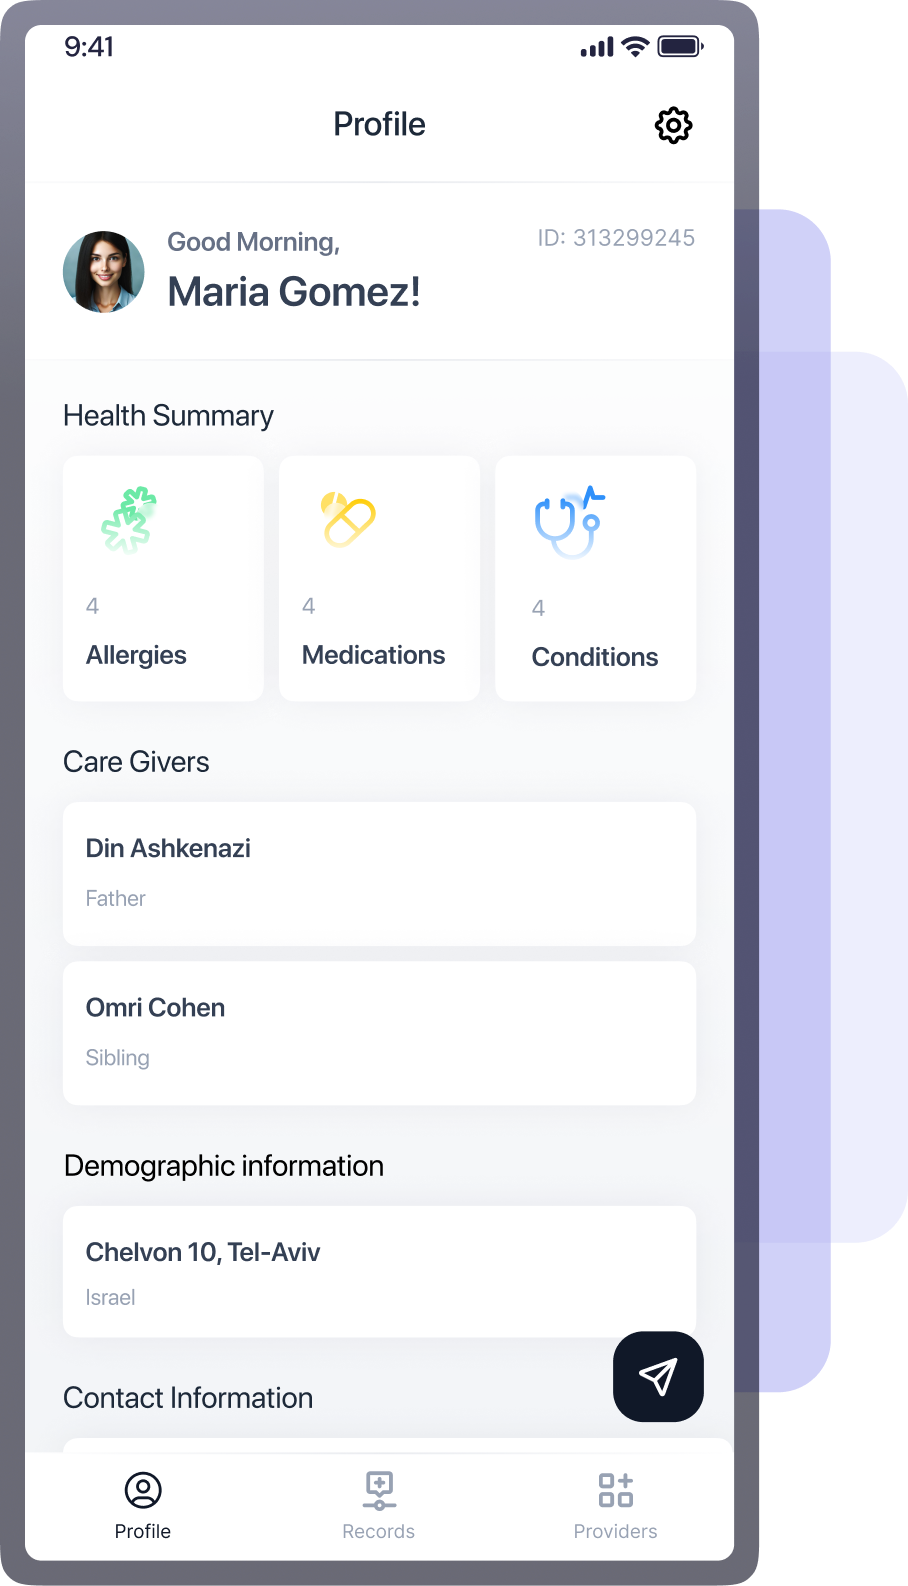 9:41
Profile
Good Morning,
ID: 313299245
Maria Gomez!
Health Summary
4
4
4
Allergies
Medications
Conditions
Care Givers
Din Ashkenazi
Father
Omri Cohen
Sibling
Demographic information
Chelvon 10, Tel-Aviv
Israel
Contact Information
Profile
Records
Providers